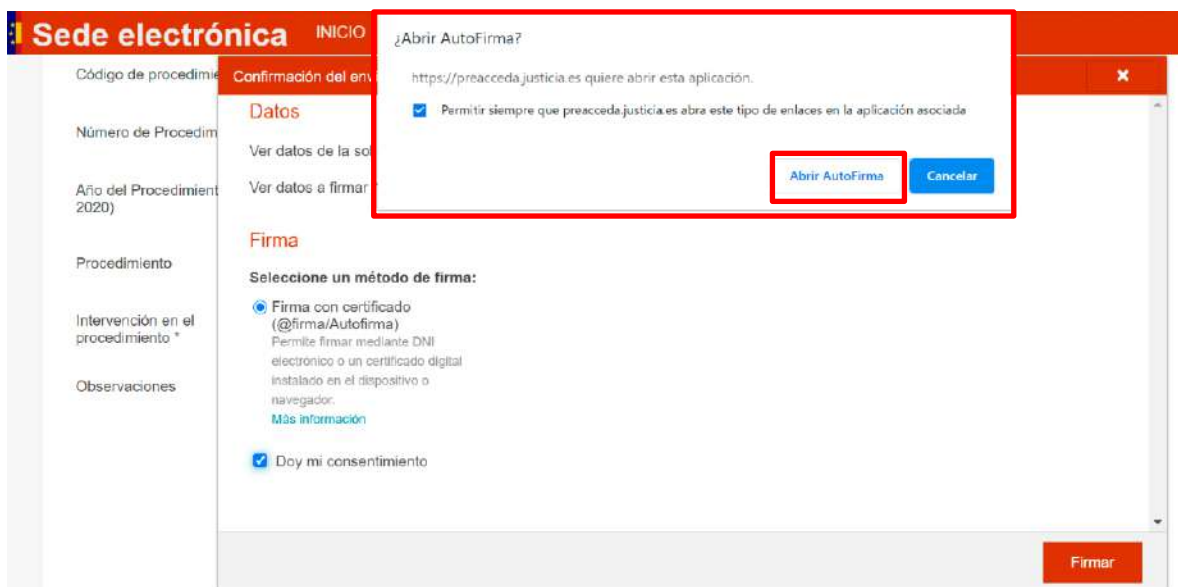 Sede electrónica INICIO
¿Abrir AutoFirma?
https://preacceda.justicia.es quiere abrir esta aplicación.
Permitir siempre que preacceda.justicia.es abra este tipo de enlaces en la aplicación asociada
Abrir AutoFirma
Cancelar
Código de procedimie
Número de Procedim
Año del Procedimient
2020)
Procedimiento
Intervención en el
procedimiento *
Observaciones
Confirmación del env
Datos
Ver datos de la sol
Ver datos a firmar
Firma
Seleccione un método de firma:
Firma con certificado
(@firma/Autofirma)
Permite firmar mediante DNI
electrónico o un certificado digital
instalado en el dispositivo o
navegador.
Más información
Doy mi consentimiento
Firmar